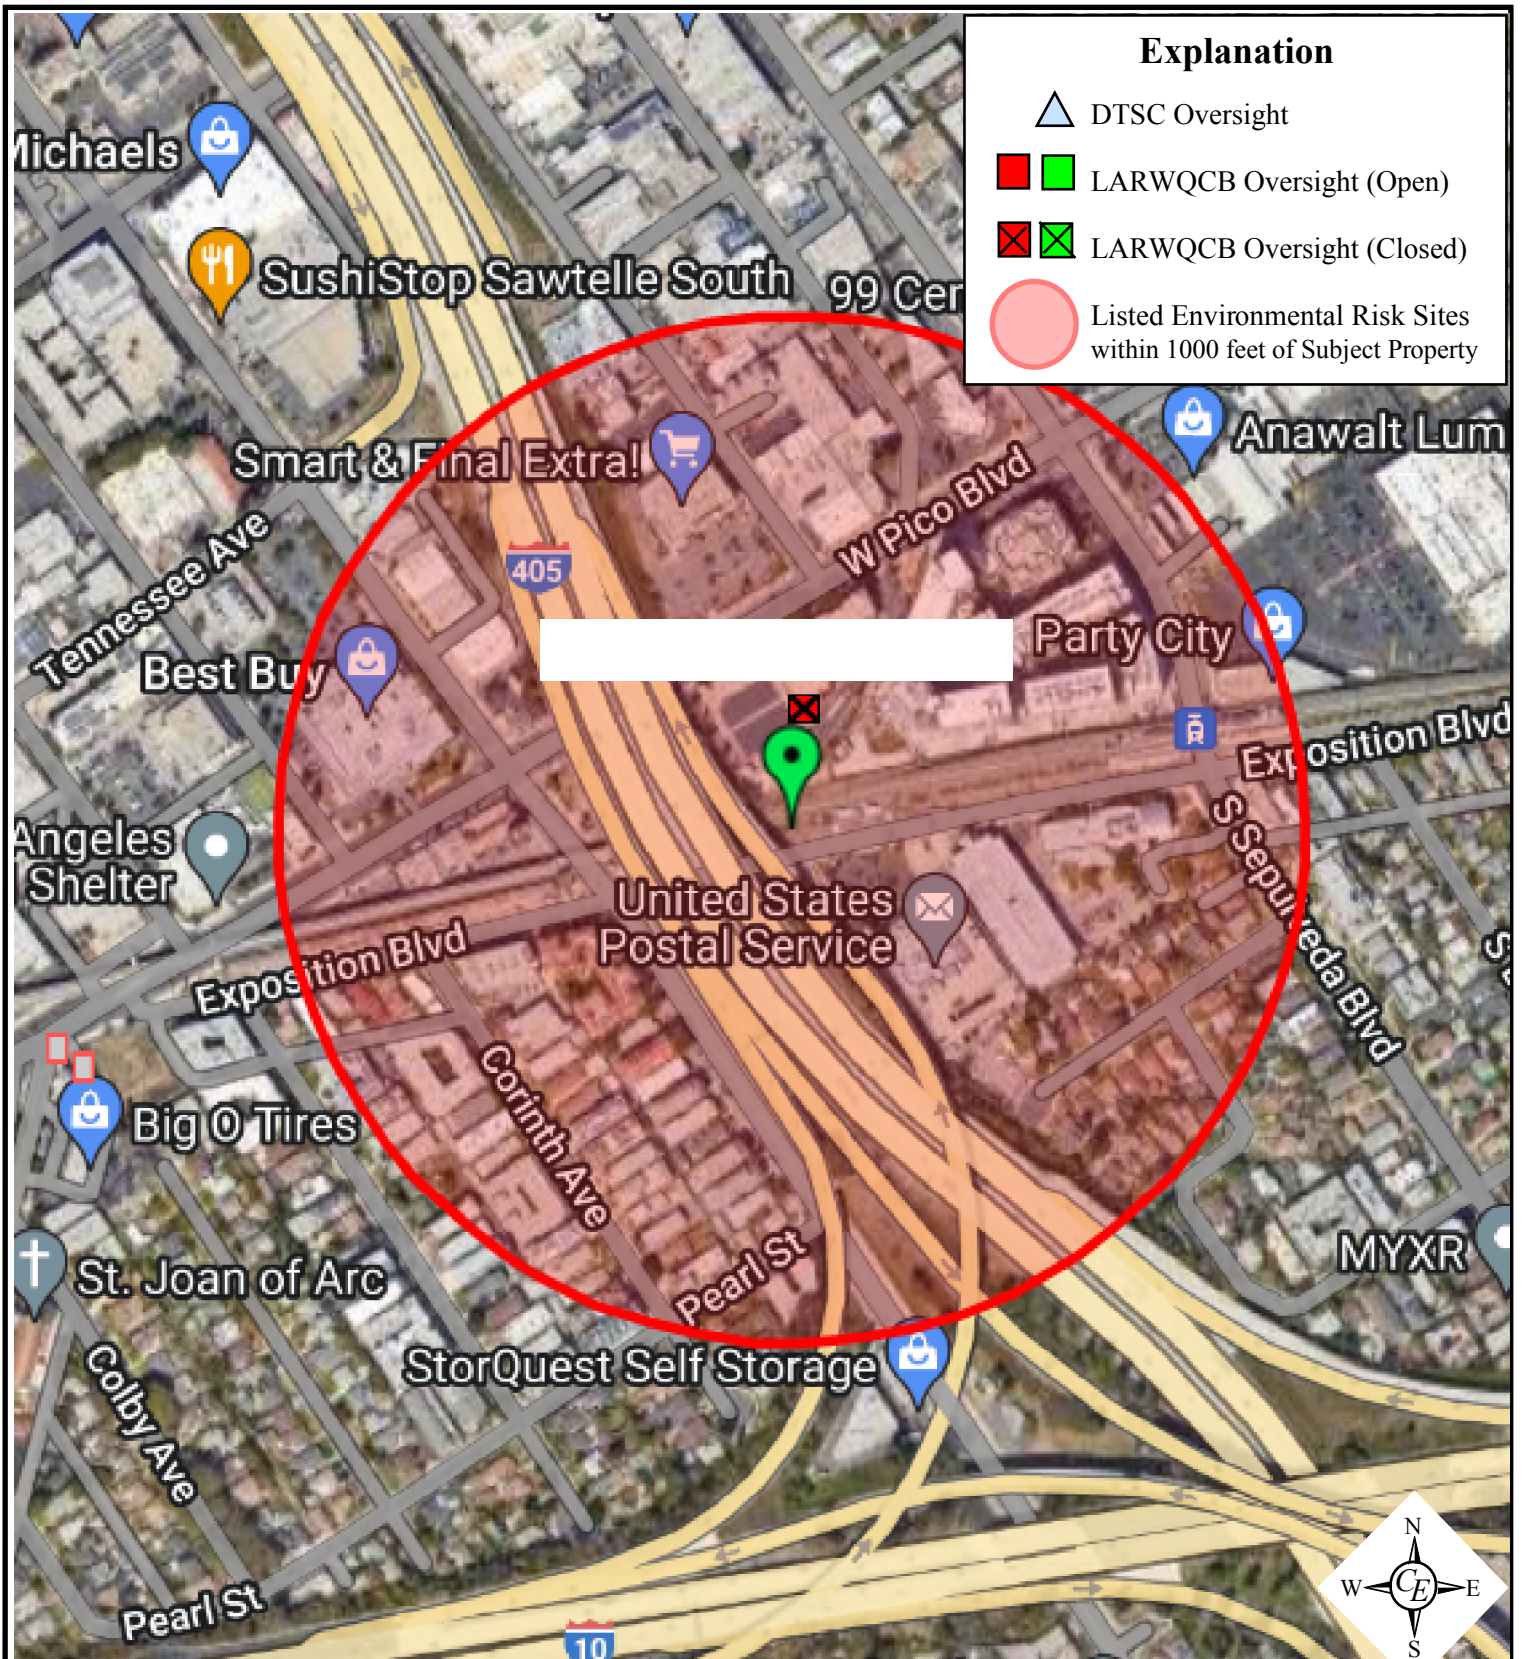 Explanation
DTSC Oversight
LARWQCB Oversight (Open)
LARWQCB Oversight (Closed)
Listed Environmental Risk Sites
within 1000 feet of Subject Property
Michaels
SushiStop Sawtelle South
99 Cen
Smart & Final Extra!
Anawalt Lum
W Pico Blvd
405
Tennessee Ave
Best Buy
Party City
Exposition Blvd
Angeles
Shelter
S Sepulveda Blvd
United States
Postal Service
Exposition Blvd
Big O Tires
Corinth Ave
St. Joan of Arc
Pearl St
MYXR
StorQuest Self Storage
Colby Ave
Pearl St
10
N
W
CE
E
S